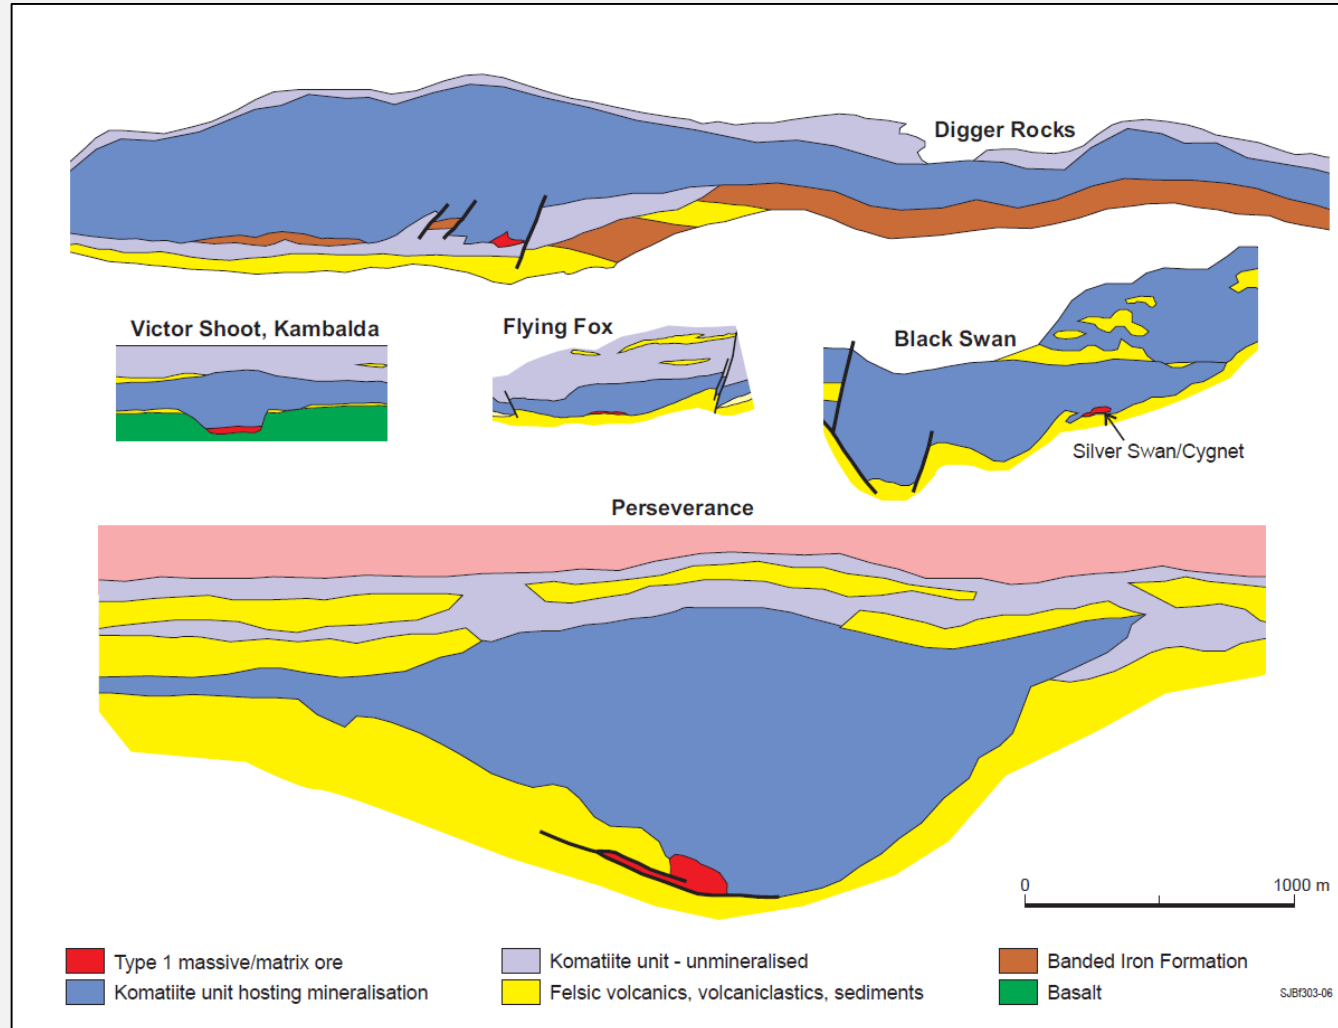 Digger Rocks
Victor Shoot, Kambalda
Flying Fox
Black Swan
Silver Swan/Cygnet
Perseverance
0 1000 m
Type 1 massive/matrix ore
Komatiite unit - unmineralised
Banded Iron Formation
Komatiite unit hosting mineralisation
Felsic volcanics, volcaniclastics, sediments
Basalt
SJBf303-06